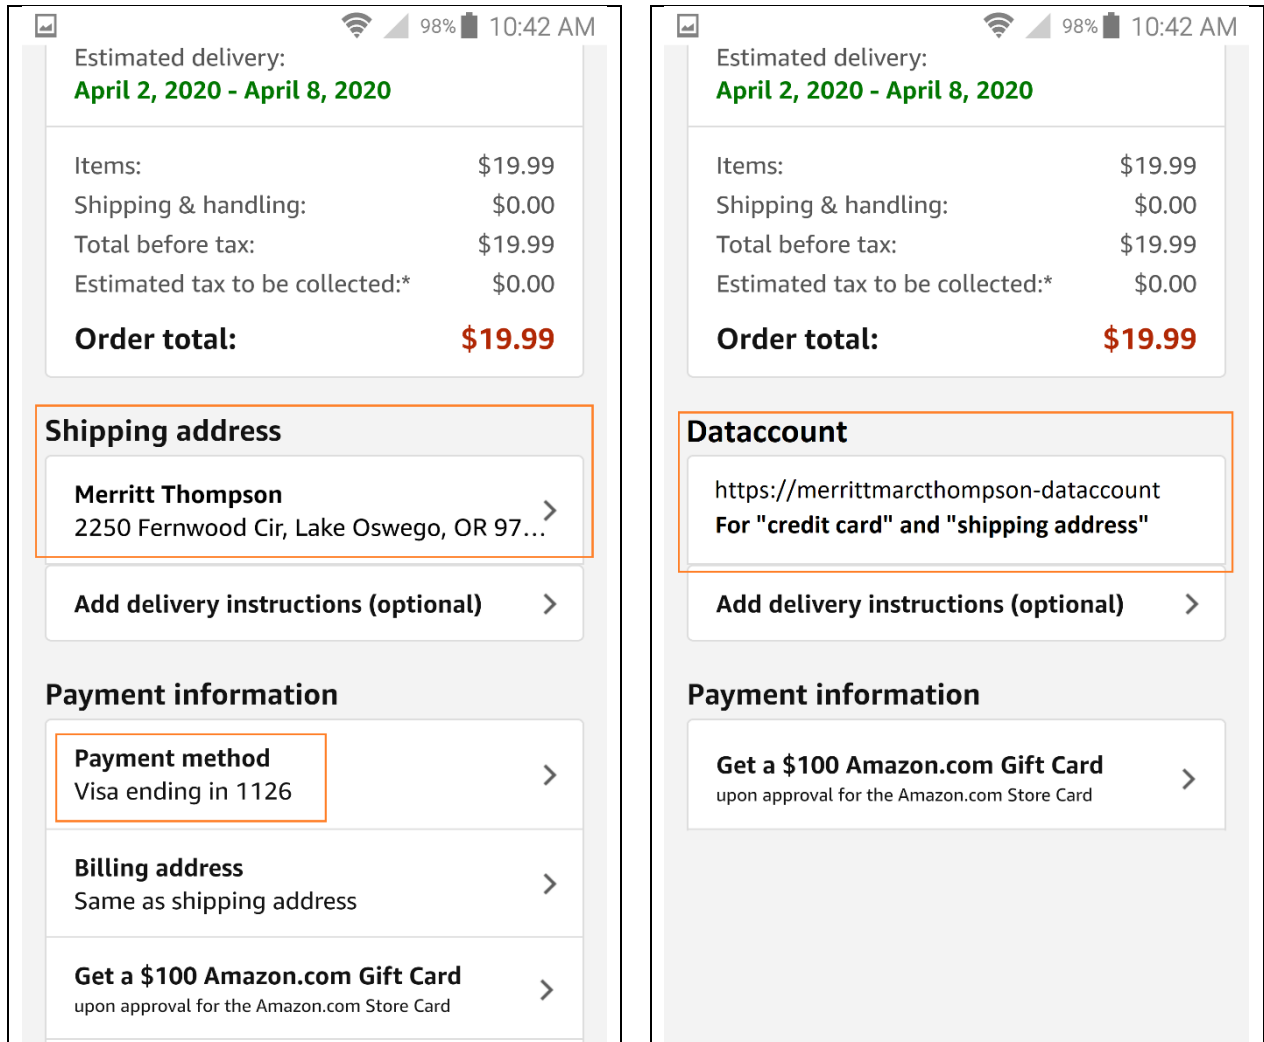 98% 10:42 AM
Estimated delivery:
April 2, 2020 - April 8, 2020
Items: $19.99
Shipping & handling: $0.00
Total before tax: $19.99
Estimated tax to be collected:* $0.00
Order total: $19.99
Shipping address
Merritt Thompson
2250 Fernwood Cir, Lake Oswego, OR 97...
Add delivery instructions (optional)
Payment information
Payment method
Visa ending in 1126
Billing address
Same as shipping address
Get a $100 Amazon.com Gift Card
upon approval for the Amazon.com Store Card
98% 10:42 AM
Estimated delivery:
April 2, 2020 - April 8, 2020
Items: $19.99
Shipping & handling: $0.00
Total before tax: $19.99
Estimated tax to be collected:* $0.00
Order total: $19.99
Dataccount
https://merrittmarcthompson-dataccount
For "credit card" and "shipping address"
Add delivery instructions (optional)
Payment information
Get a $100 Amazon.com Gift Card
upon approval for the Amazon.com Store Card